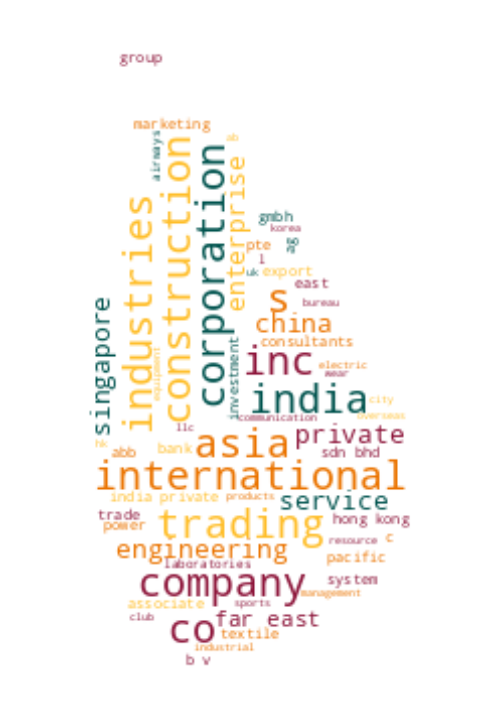 group
marketing
airways
construction
corporation
ab
enterprise
industries
gmbh
korea
pte
ag
l
uk
export
east
s
bureau
singapore
china
investment
consultants
equipment
inc
electric
wear
india
city
communication
overseas
llc
private
hk
asia
abb
bank
sdn bhd
international
india private
products
service
trade
power
trading
hong kong
resource
c
engineering
pacific
laboratories
company
system
management
associate
sports
club
co
far east
textile
industrial
b v